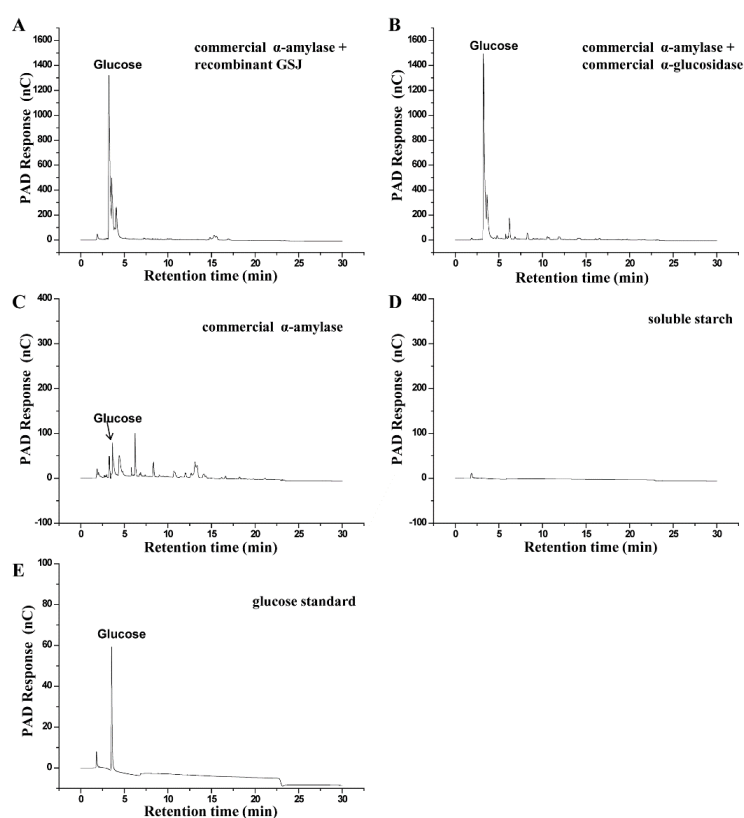 A
commercial α-amylase +
recombinant GSJ
Glucose
PAD Response (nC)
1600
1400
1200
1000
800
600
400
200
0
0 5 10 15 20 25 30
Retention time (min)
B
commercial α-amylase +
commercial α-glucosidase
Glucose
PAD Response (nC)
1600
1400
1200
1000
800
600
400
200
0
0 5 10 15 20 25 30
Retention time (min)
C
commercial α-amylase
Glucose
PAD Response (nC)
400
300
200
100
0
-100
0 5 10 15 20 25 30
Retention time (min)
D
soluble starch
PAD Response (nC)
400
300
200
100
0
-100
0 5 10 15 20 25 30
Retention time (min)
E
glucose standard
Glucose
PAD Response (nC)
100
80
60
40
20
0
0 5 10 15 20 25 30
Retention time (min)